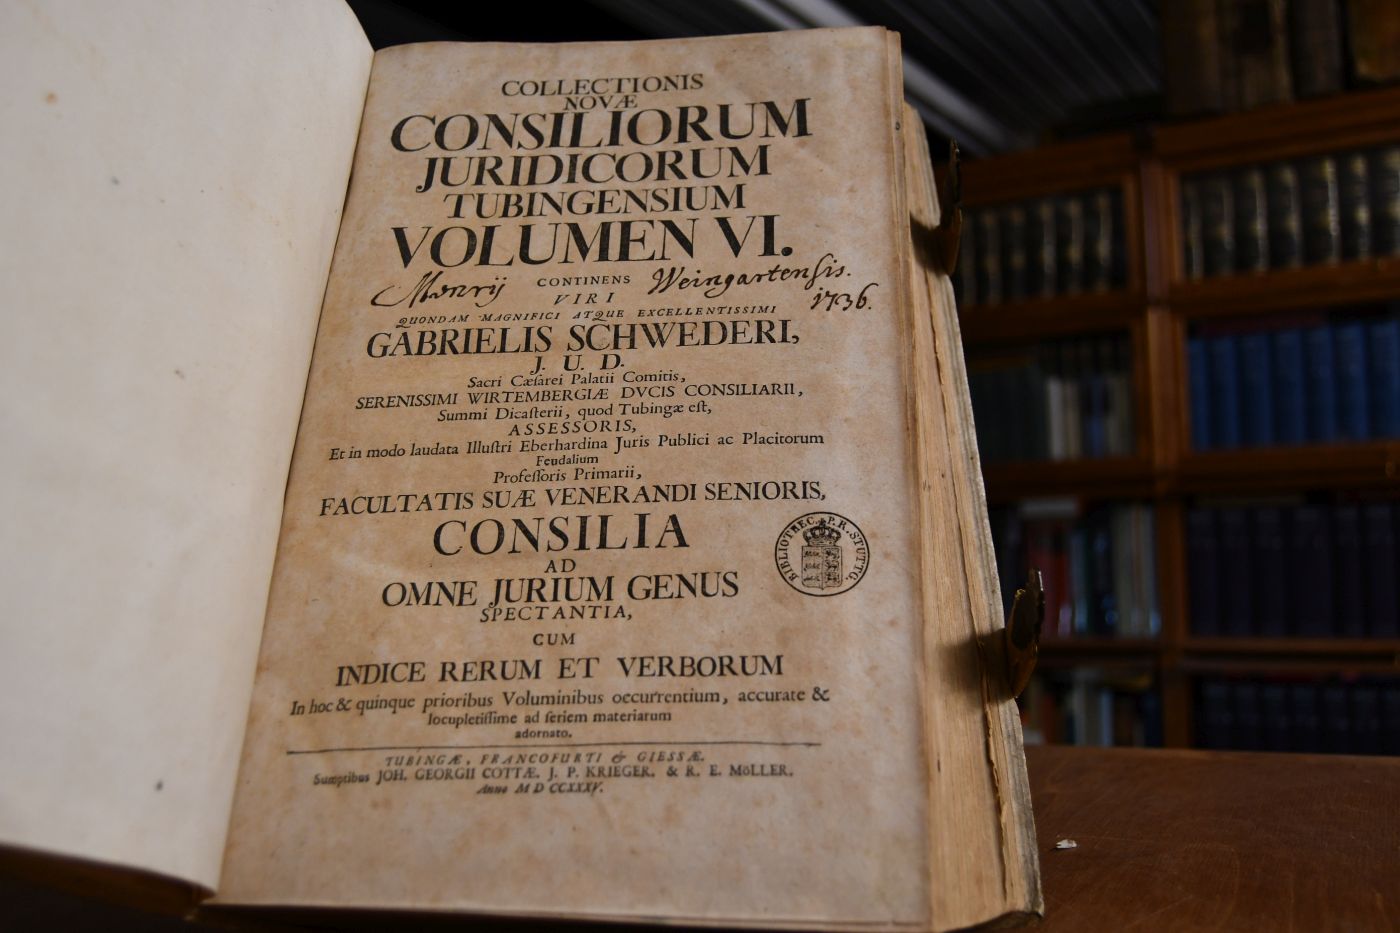 COLLECTIONIS
NOVÆ
CONSILIORUM
JURIDICORUM
TUBINGENSIUM
VOLUMEN VI.
CONTINENS Weingartensis.
VIRI 1736.
QUONDAM MAGNIFICI ATQUE EXCELLENTISSIMI
GABRIELIS SCHWEDERI,
J. U. D.
Sacri Cæſarei Palatii Comitis,
SERENISSIMI WIRTEMBERGIÆ DVCIS CONSILIARII,
Summi Dicaſterii, quod Tubingæ eſt,
ASSESSORIS,
Et in modo laudata Illuſtri Eberhardina Juris Publici ac Placitorum
Feudalium
Profeſſoris Primarii,
FACULTATIS SUÆ VENERANDI SENIORIS,
CONSILIA
AD
OMNE JURIUM GENUS
SPECTANTIA,
CUM
INDICE RERUM ET VERBORUM
In hoc & quinque prioribus Voluminibus occurrentium, accurate &
locupletiſſime ad ſeriem materiarum
adornato.
TUBINGÆ, FRANCOFURTI & GIESSÆ.
Sumptibus JOH. GEORGII COTTÆ. J. P. KRIEGER. & R. E. MöLLER.
Anno M D CCXXXV.
BIBLIOTHEC. P. R. STUTTG.